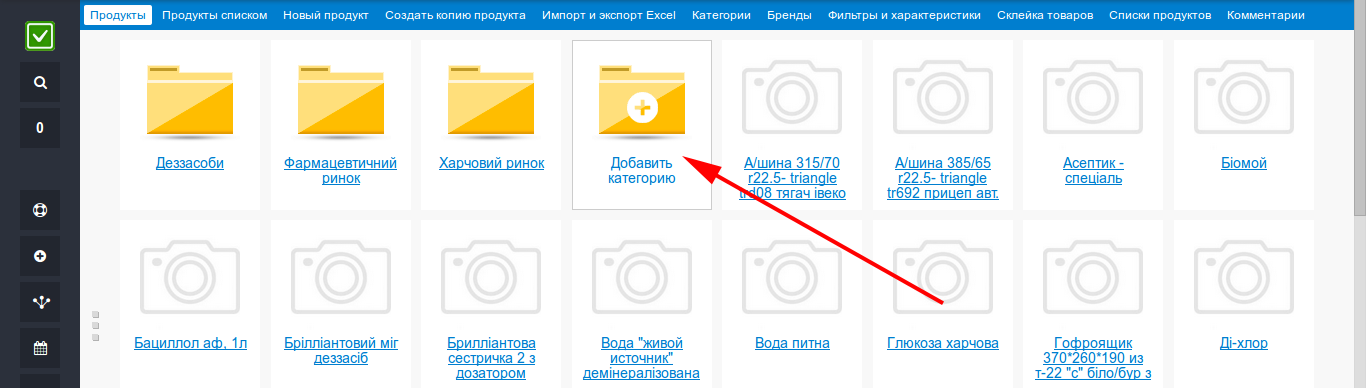 Продукты Продукты списком Новый продукт Создать копию продукта Импорт и экспорт Excel Категории Бренды Фильтры и характеристики Склейка товаров Списки продуктов Комментарии
0
Деззасоби
Фармацевтичний
ринок
Харчовий ринок
Добавить
категорию
А/шина 315/70
r22.5- triangle
trd08 тягач івеко
А/шина 385/65
r22.5- triangle
tr692 прицеп авт.
Асептик -
спеціаль
Біомой
Бациллол аф, 1л
Брілліантовий міг
деззасіб
Бриллиантова
сестричка 2 з
дозатором
Вода "живой
источник"
демінералізована
Вода питна
Глюкоза харчова
Гофроящик
370*260*190 из
т-22 "с" біло/бур з
Ді-хлор